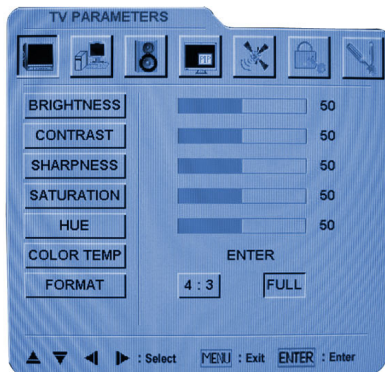 TV PARAMETERS
PIP
BRIGHTNESS 50
CONTRAST 50
SHARPNESS 50
SATURATION 50
HUE 50
COLOR TEMP ENTER
FORMAT 4 : 3 FULL
: Select MENU : Exit ENTER : Enter